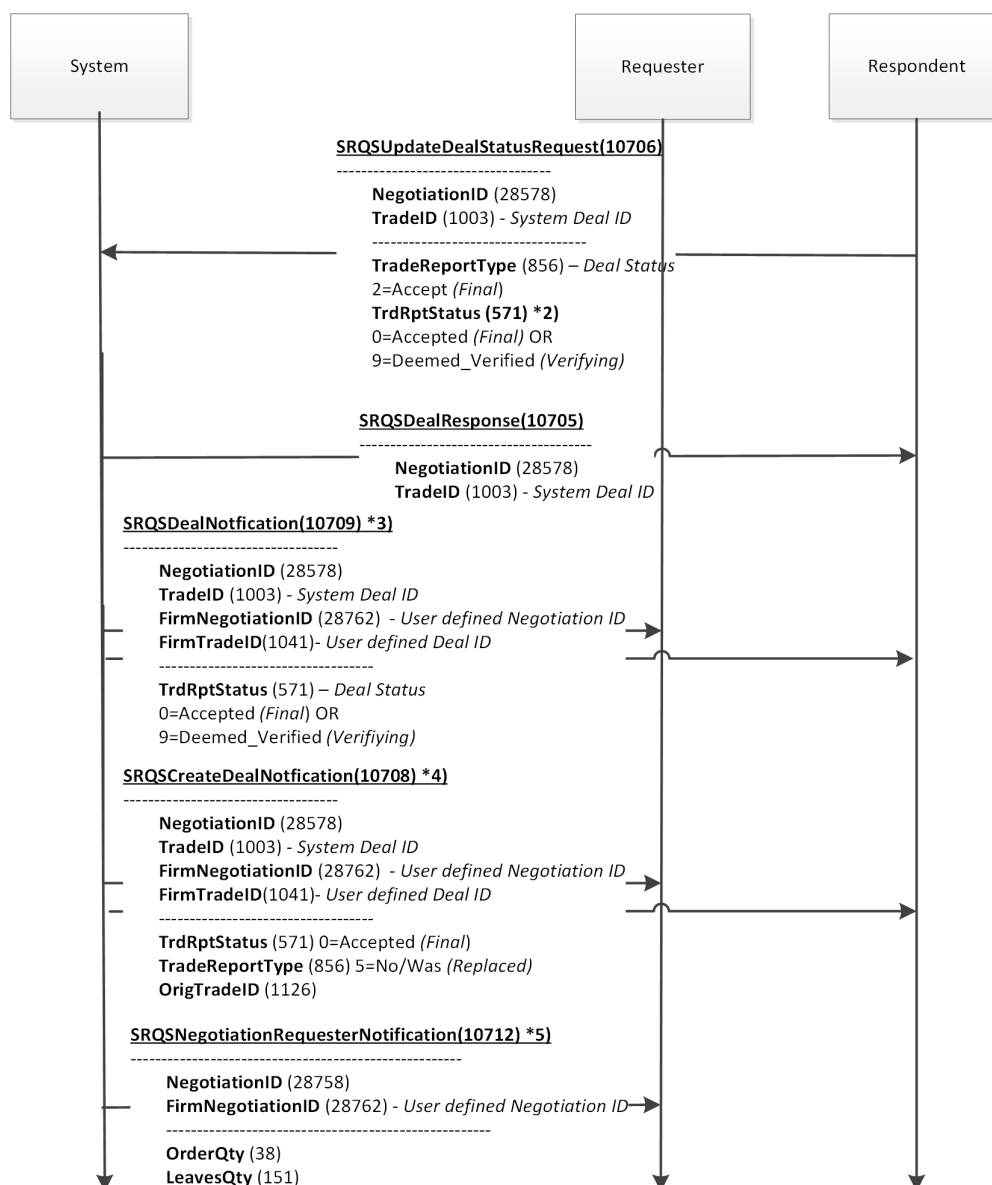 System
Requester
Respondent
SRQSUpdateDealStatusRequest(10706)
-----------------------------------
NegotiationID (28578)
TradeID (1003) - System Deal ID
-----------------------------------
TradeReportType (856) – Deal Status
2=Accept (Final)
TrdRptStatus (571) *2)
0=Accepted (Final) OR
9=Deemed_Verified (Verifying)
SRQSDealResponse(10705)
--------------------------------------
NegotiationID (28578)
TradeID (1003) - System Deal ID
SRQSDealNotfication(10709) *3)
-----------------------------------
NegotiationID (28578)
TradeID (1003) - System Deal ID
FirmNegotiationID (28762)  - User defined Negotiation ID
FirmTradeID(1041)- User defined Deal ID
-----------------------------------
TrdRptStatus (571) – Deal Status
0=Accepted (Final) OR
9=Deemed_Verified (Verifiying)
SRQSCreateDealNotfication(10708) *4)
-----------------------------------
NegotiationID (28578)
TradeID (1003) - System Deal ID
FirmNegotiationID (28762)  - User defined Negotiation ID
FirmTradeID(1041)- User defined Deal ID
-----------------------------------
TrdRptStatus (571) 0=Accepted (Final)
TradeReportType (856) 5=No/Was (Replaced)
OrigTradeID (1126)
SRQSNegotiationRequesterNotification(10712) *5)
------------------------------------------------------
NegotiationID (28758)
FirmNegotiationID (28762) - User defined Negotiation ID
-----------------------------------------------------
OrderQty (38)
LeavesQty (151)